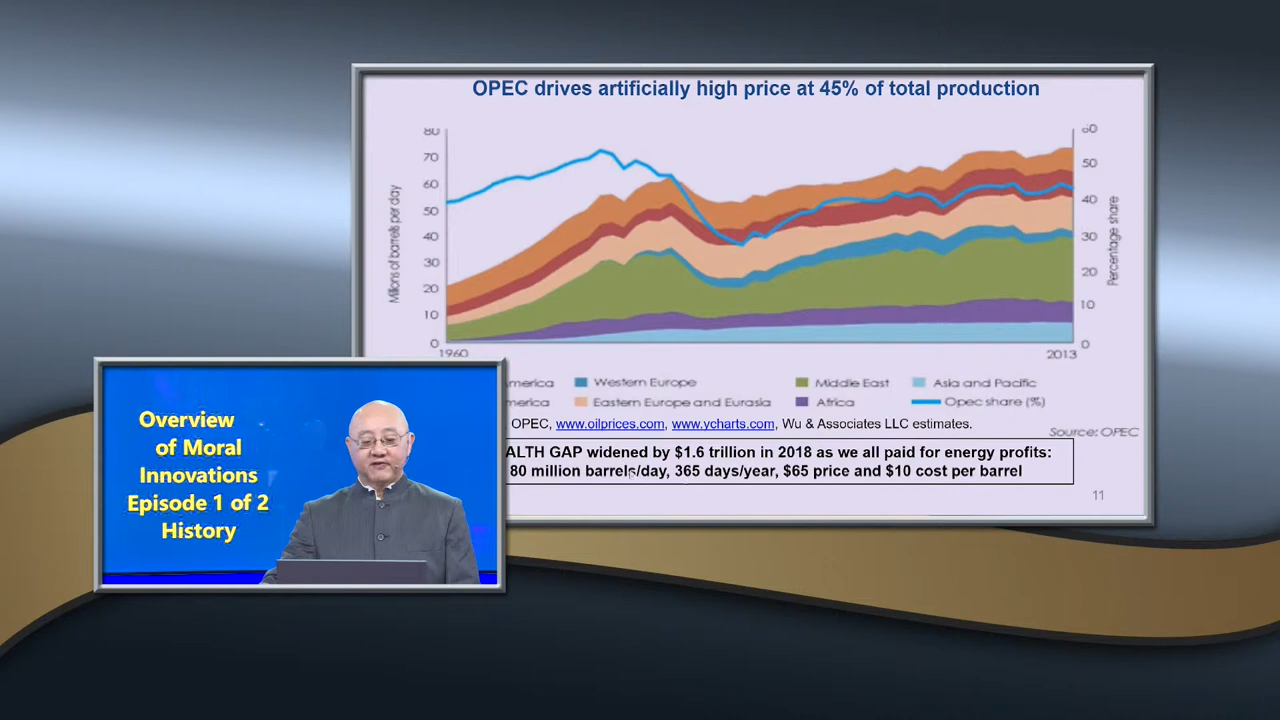 OPEC drives artificially high price at 45% of total production
80
70
60
50
40
30
20
10
0
Millions of barrels per day
60
50
40
30
20
10
0
Percentage share
1960
2013
Western Europe
Middle East
Asia and Pacific
Eastern Europe and Eurasia
Africa
Opec share (%)
OPEC, www.oilprices.com, www.ycharts.com, Wu & Associates LLC estimates.
Source: OPEC
GAP widened by $1.6 trillion in 2018 as we all paid for energy profits:
80 million barrels/day, 365 days/year, $65 price and $10 cost per barrel
11
Overview
of Moral
Innovations
Episode 1 of 2
History